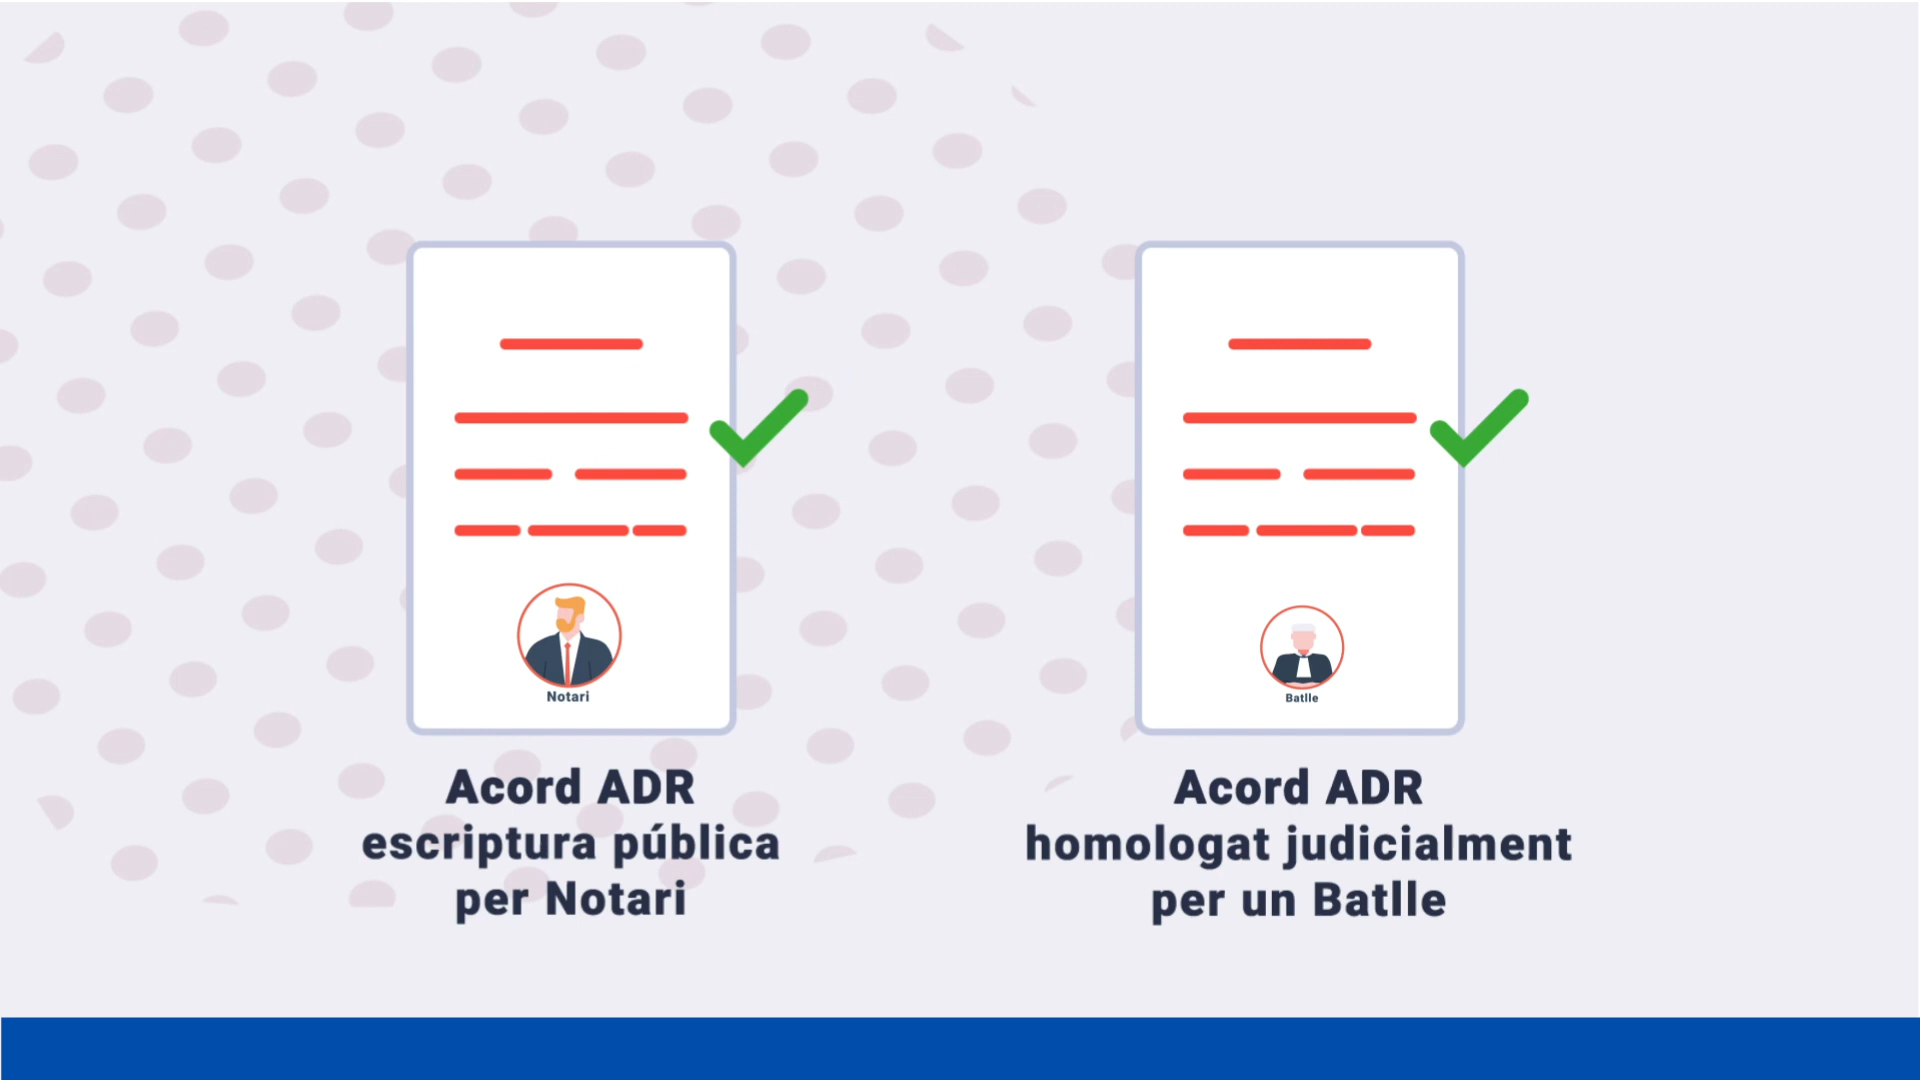 Notari
Acord ADR
escriptura pública
per Notari
Batlle
Acord ADR
homologat judicialment
per un Batlle